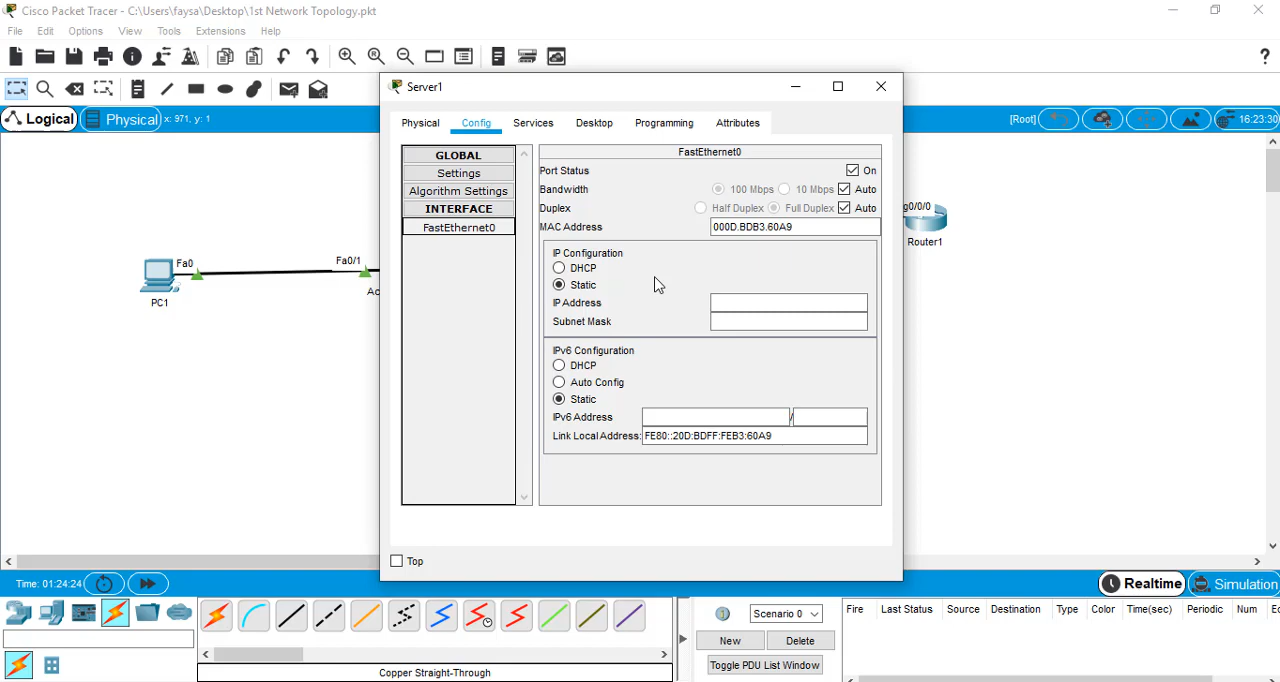 Cisco Packet Tracer - C:\Users\faysa\Desktop\1st Network Topology.pkt
File Edit Options View Tools Extensions Help
?
Logical Physical x: 971, y: 1 [Root] 16:23:30
Server1
Physical Config Services Desktop Programming Attributes
GLOBAL
Settings
Algorithm Settings
INTERFACE
FastEthernet0
FastEthernet0
Port Status On
Bandwidth 100 Mbps 10 Mbps Auto
Duplex Half Duplex Full Duplex Auto
MAC Address 000D.BDB3.60A9
IP Configuration
DHCP
Static
IP Address
Subnet Mask
IPv6 Configuration
DHCP
Auto Config
Static
IPv6 Address /
Link Local Address: FE80::20D:BDFF:FEB3:60A9
Top
Fa0 Fa0/1
PC1 Ac
g0/0/0
Router1
Time: 01:24:24 Realtime Simulation
Copper Straight-Through
Scenario 0
New Delete
Toggle PDU List Window
Fire Last Status Source Destination Type Color Time(sec) Periodic Num Ec